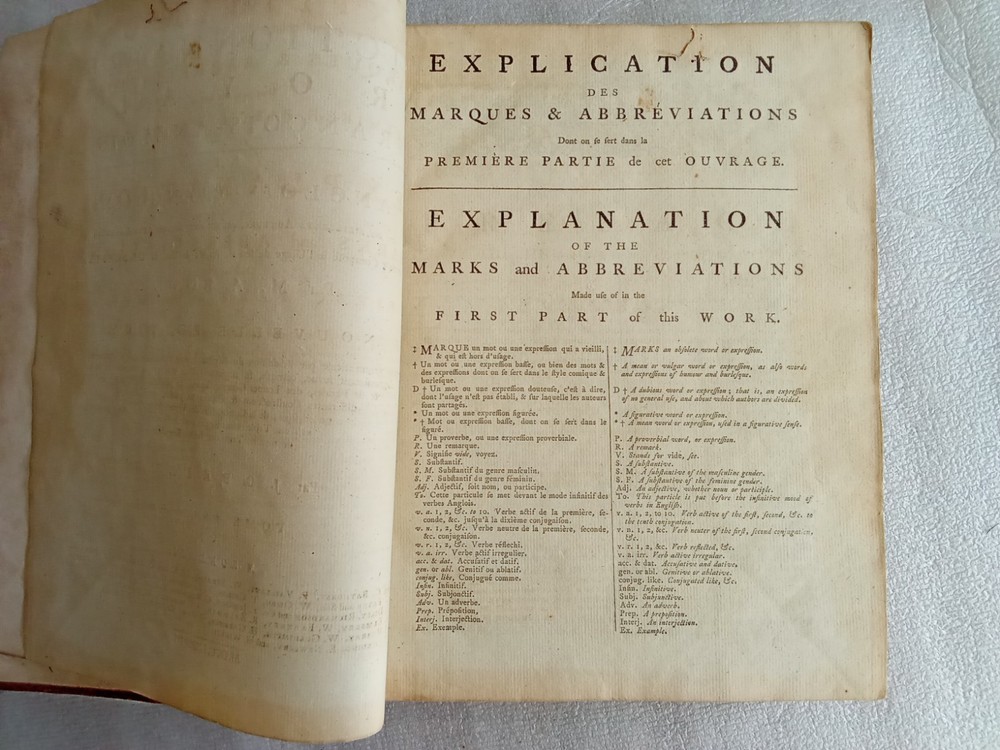 EXPLICATION
DES
MARQUES & ABBRÉVIATIONS
Dont on ſe ſert dans la
PREMIÈRE PARTIE de cet OUVRAGE.
EXPLANATION
OF THE
MARKS and ABBREVIATIONS
Made uſe of in the
FIRST PART of this WORK.
‡ MARQUE un mot ou une expreſſion qui a vieilli,
& qui eſt hors d'uſage.
† Un mot ou une expreſſion baſſe, ou bien des mots &
des expreſſions dont on ſe ſert dans le ſtyle comique &
burleſque.
D † Un mot ou une expreſſion douteuſe, c'eſt à dire,
dont l'uſage n'eſt pas établi, & ſur laquelle les auteurs
ſont partagés.
* Un mot ou une expreſſion figurée.
* † Mot ou expreſſion baſſe, dont on ſe ſert dans le
figuré.
P. Un proverbe, ou une expreſſion proverbiale.
R. Une remarque.
V. Signifie vide, voyez.
S. Subſtantif.
S. M. Subſtantif du genre maſculin.
S. F. Subſtantif du genre féminin.
Adj. Adjectif, ſoit nom, ou participe.
To. Cette particule ſe met devant le mode infinitif des
verbes Anglois.
v. a. 1, 2, &c. to 10. Verbe actif de la première, ſe-
conde, &c. juſqu'à la dixième conjugaiſon.
v. n. 1, 2, &c. Verbe neutre de la première, ſeconde,
&c. conjugaiſon.
v. r. 1, 2, &c. Verbe réfléchi.
v. a. irr. Verbe actif irregulier.
acc. & dat. Accuſatif et datif.
gen. or abl. Genitif ou ablatif.
conjug. like, Conjugué comme.
Infin. Infinitif.
Subj. Subjonctif.
Adv. Un adverbe.
Prep. Prépoſition.
Interj. Interjection.
Ex. Exemple.
‡ MARKS an obſolete word or expreſſion.
† A mean or vulgar word or expreſſion, as alſo words
and expreſſions of humour and burleſque.
D † A dubious word or expreſſion; that is, an expreſſion
of no general uſe, and about which authors are divided.
* A figurative word or expreſſion.
* † A mean word or expreſſion, uſed in a figurative ſenſe.
P. A proverbial word, or expreſſion.
R. A remark.
V. Stands for vide, ſee.
S. A ſubſtantive.
S. M. A ſubſtantive of the maſculine gender.
S. F. A ſubſtantive of the feminine gender.
Adj. An adjective, whether noun or participle.
To. This particle is put before the infinitive mood of
verbs in Engliſh.
v. a. 1, 2, to 10. Verb active of the firſt, ſecond, &c. to
the tenth conjugation.
v. n. 1, 2, &c. Verb neuter of the firſt, ſecond conjugation,
&c.
v. r. 1, 2, &c. Verb reflected, &c.
v. a. irr. Verb active irregular.
acc. & dat. Accuſative and dative.
gen. or abl. Genitive or ablative.
conjug. like. Conjugated like, &c.
Infin. Infinitive.
Subj. Subjunctive.
Adv. An adverb.
Prep. A prepoſition.
Interj. An interjection.
Ex. Example.